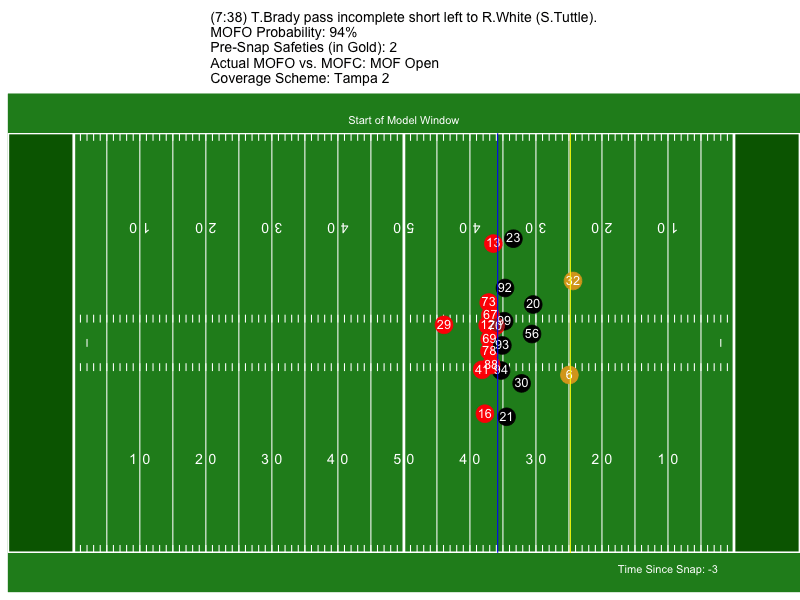 (7:38) T.Brady pass incomplete short left to R.White (S.Tuttle).
MOFO Probability: 94%
Pre-Snap Safeties (in Gold): 2
Actual MOFO vs. MOFC: MOF Open
Coverage Scheme: Tampa 2
Start of Model Window
1 0 2 0 3 0 4 0 5 0 4 0 3 0 2 0 1 0
13 23
32
92
73 20
67
29 12 99
56
69 93
78
88
41 94 6
30
16 21
1 0 2 0 3 0 4 0 5 0 4 0 3 0 2 0 1 0
Time Since Snap: -3